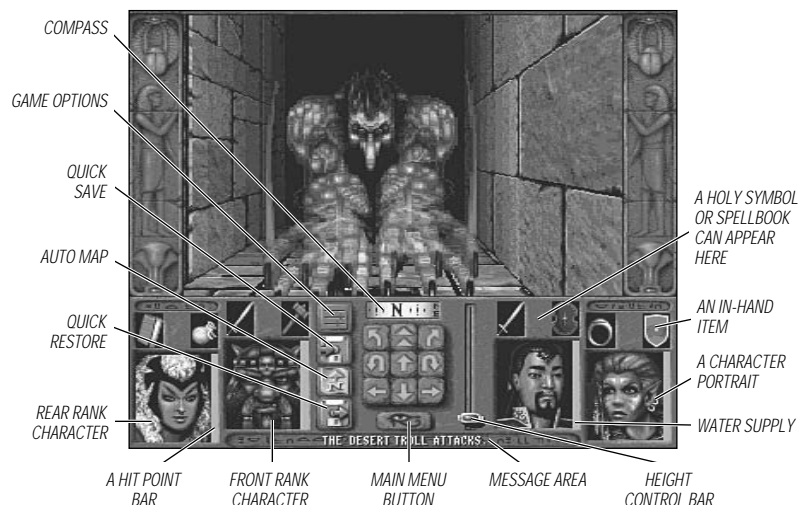 COMPASS
GAME OPTIONS
QUICK
SAVE
AUTO MAP
QUICK
RESTORE
REAR RANK
CHARACTER
A HIT POINT
BAR
FRONT RANK
CHARACTER
MAIN MENU
BUTTON
MESSAGE AREA
HEIGHT
CONTROL BAR
WATER SUPPLY
A CHARACTER
PORTRAIT
AN IN-HAND
ITEM
A HOLY SYMBOL
OR SPELLBOOK
CAN APPEAR
HERE
N
THE DESERT TROLL ATTACKS.